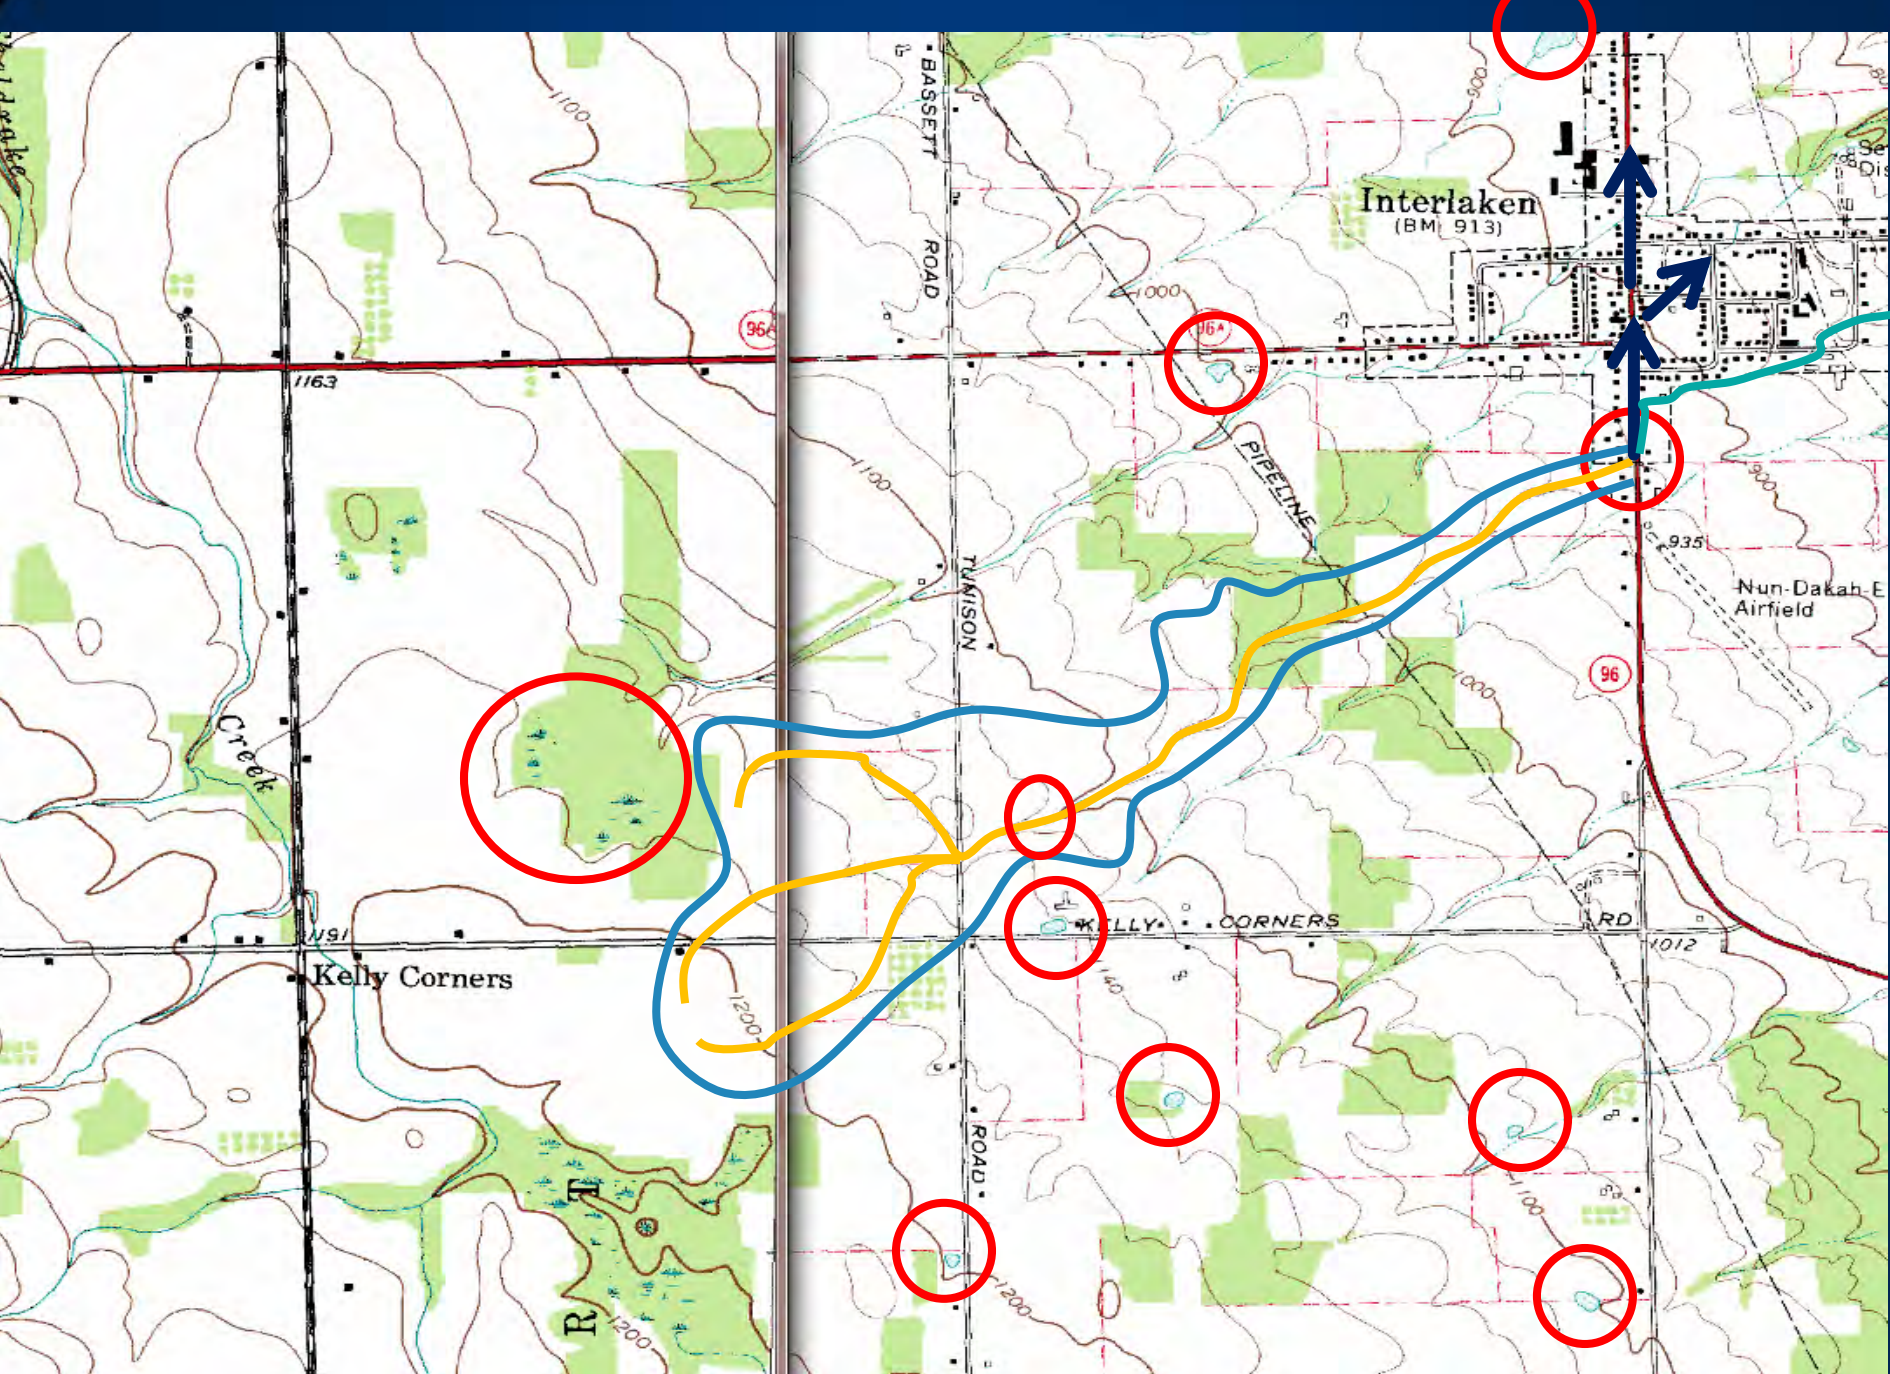 BASSETT
ROAD
1100
900
Interlaken
(BM 913)
1000
96A
96A
1163
1100
PIPELINE
900
935
Nun-Dakah-E
Airfield
TUNISON
96
1000
Creek
KELLY CORNERS
RD
1012
1191
Kelly Corners
1200
ROAD
1100
T
R
1200
1200